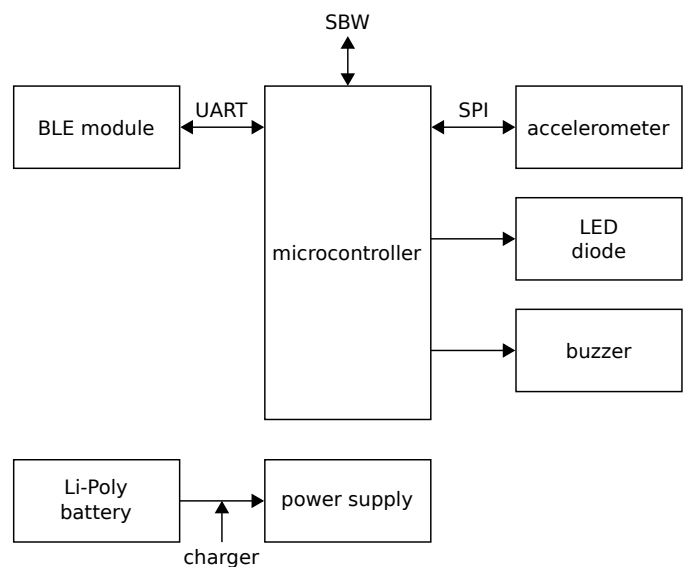 SBW
BLE module
UART
microcontroller
SPI
accelerometer
LED
diode
buzzer
Li-Poly
battery
charger
power supply